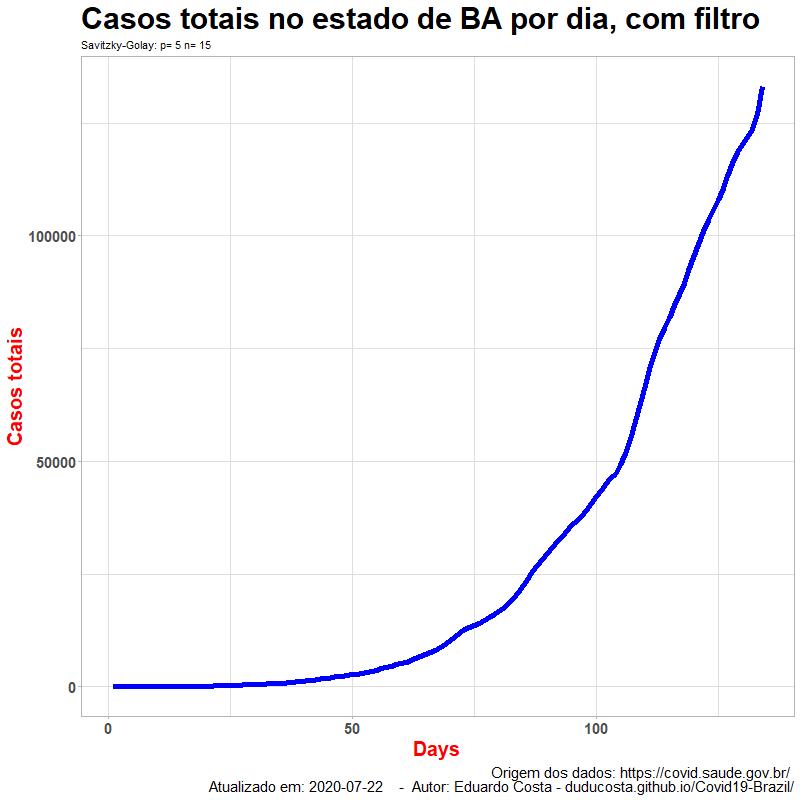 Casos totais no estado de BA por dia, com filtro
Savitzky-Golay: p= 5 n= 15
Casos totais
100000
50000
0
0 50 100
Days
Origem dos dados: https://covid.saude.gov.br/
Atualizado em: 2020-07-22 - Autor: Eduardo Costa - duducosta.github.io/Covid19-Brazil/